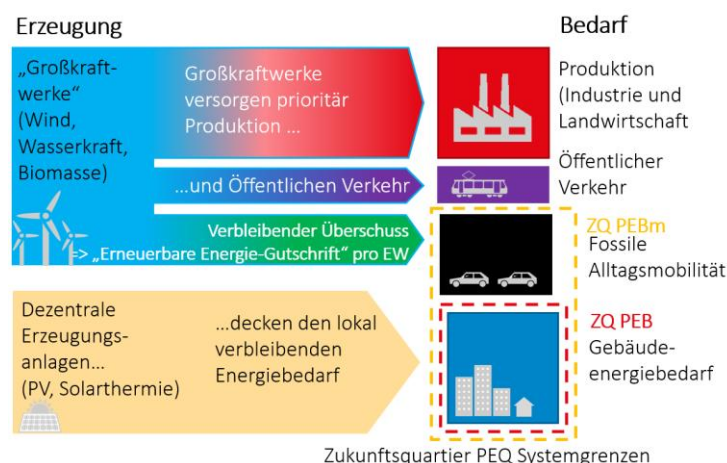 Erzeugung
Bedarf
„Großkraft-
werke“
(Wind,
Wasserkraft,
Biomasse)
Großkraftwerke
versorgen prioritär
Produktion ...
Produktion
(Industrie und
Landwirtschaft
...und Öffentlichen Verkehr
Öffentlicher
Verkehr
Verbleibender Überschuss
=> „Erneuerbare Energie-Gutschrift“ pro EW
ZQ PEBm
Fossile
Alltagsmobilität
Dezentrale
Erzeugungs-
anlagen...
(PV, Solarthermie)
...decken den lokal
verbleibenden
Energiebedarf
ZQ PEB
Gebäude-
energiebedarf
Zukunftsquartier PEQ Systemgrenzen